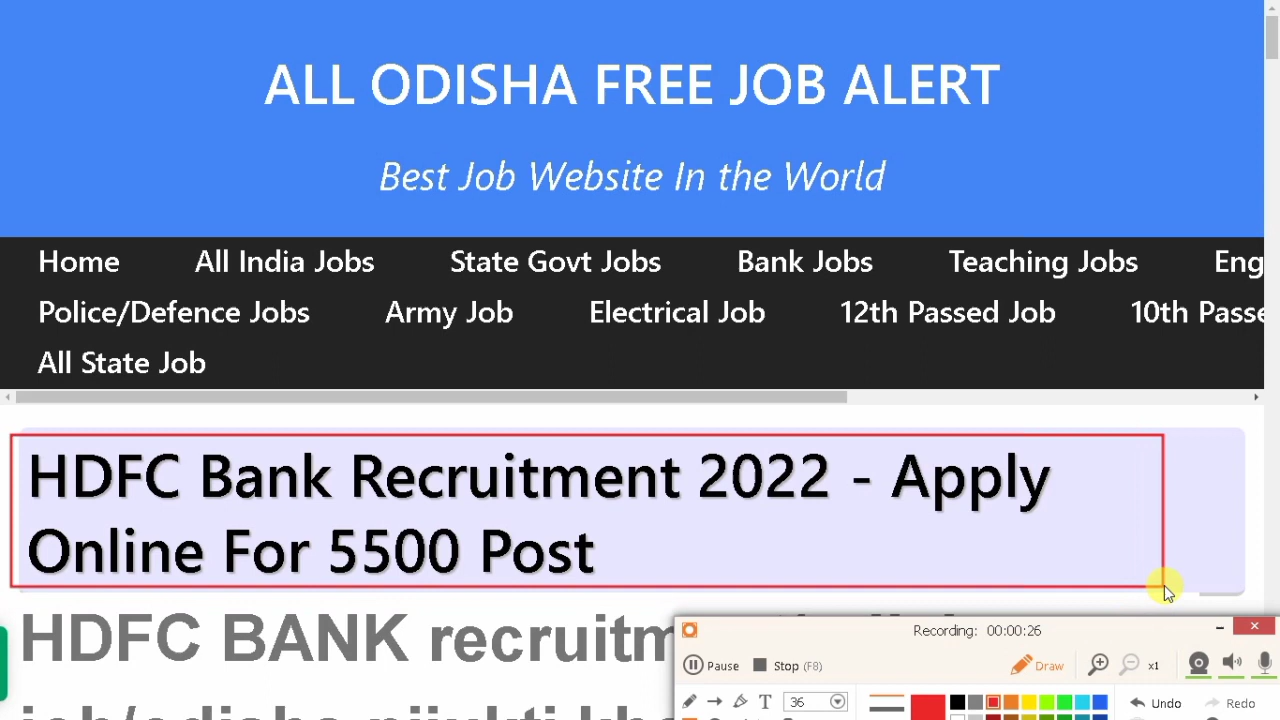 ALL ODISHA FREE JOB ALERT
Best Job Website In the World
Home All India Jobs State Govt Jobs Bank Jobs Teaching Jobs Eng
Police/Defence Jobs Army Job Electrical Job 12th Passed Job 10th Passe
All State Job
HDFC Bank Recruitment 2022 - Apply
Online For 5500 Post
HDFC BANK recruitm
Recording: 00:00:26
Pause Stop (F8) Draw x1
T 36 Undo Redo